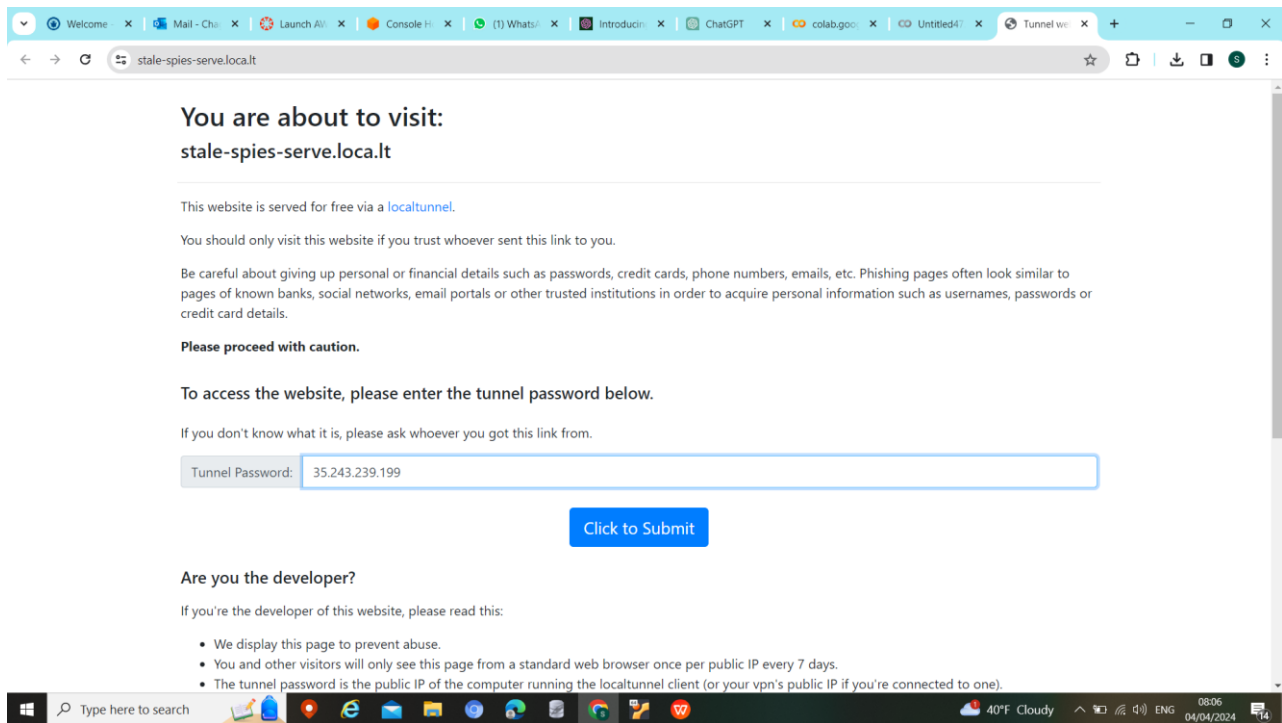 Welcome -
Mail - Cha
Launch AW
Console H
(1) Whats
Introducin
ChatGPT
colab.goo
Untitled47
Tunnel we
stale-spies-serve.loca.lt
S
You are about to visit:
stale-spies-serve.loca.lt
This website is served for free via a localtunnel.
You should only visit this website if you trust whoever sent this link to you.
Be careful about giving up personal or financial details such as passwords, credit cards, phone numbers, emails, etc. Phishing pages often look similar to
pages of known banks, social networks, email portals or other trusted institutions in order to acquire personal information such as usernames, passwords or
credit card details.
Please proceed with caution.
To access the website, please enter the tunnel password below.
If you don't know what it is, please ask whoever you got this link from.
Tunnel Password: 35.243.239.199
Click to Submit
Are you the developer?
If you're the developer of this website, please read this:
• We display this page to prevent abuse.
• You and other visitors will only see this page from a standard web browser once per public IP every 7 days.
• The tunnel password is the public IP of the computer running the localtunnel client (or your vpn's public IP if you're connected to one).
Type here to search
40°F Cloudy
ENG
08:06
04/04/2024
14